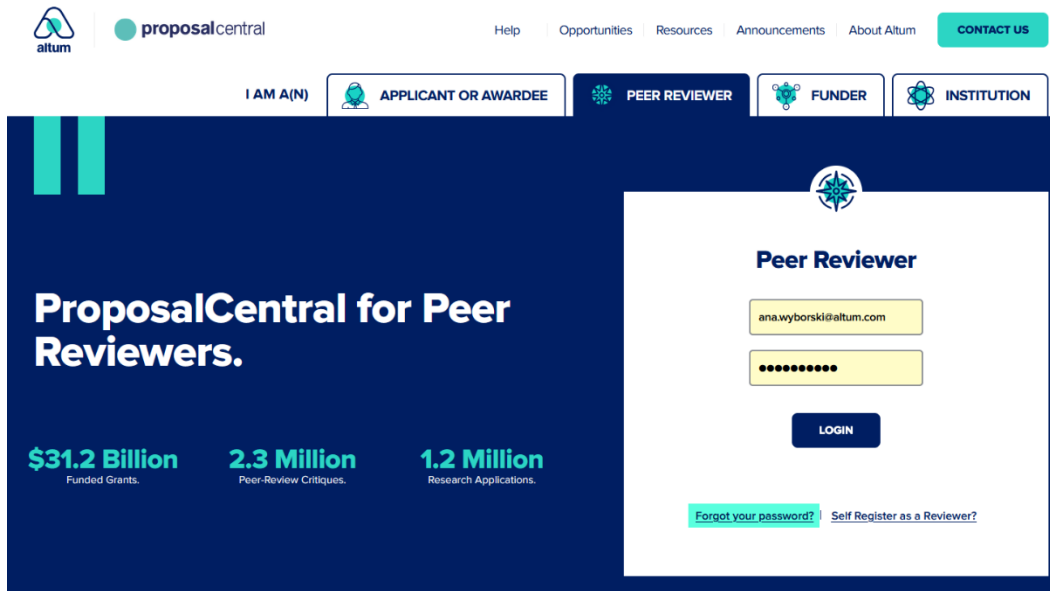 altum
proposalcentral
Help
Opportunities
Resources
Announcements
About Altum
CONTACT US
I AM A(N)
APPLICANT OR AWARDEE
PEER REVIEWER
FUNDER
INSTITUTION
ProposalCentral for Peer
Reviewers.
$31.2 Billion
Funded Grants.
2.3 Million
Peer-Review Critiques.
1.2 Million
Research Applications.
Peer Reviewer
ana.wyborski@altum.com
LOGIN
Forgot your password? | Self Register as a Reviewer?